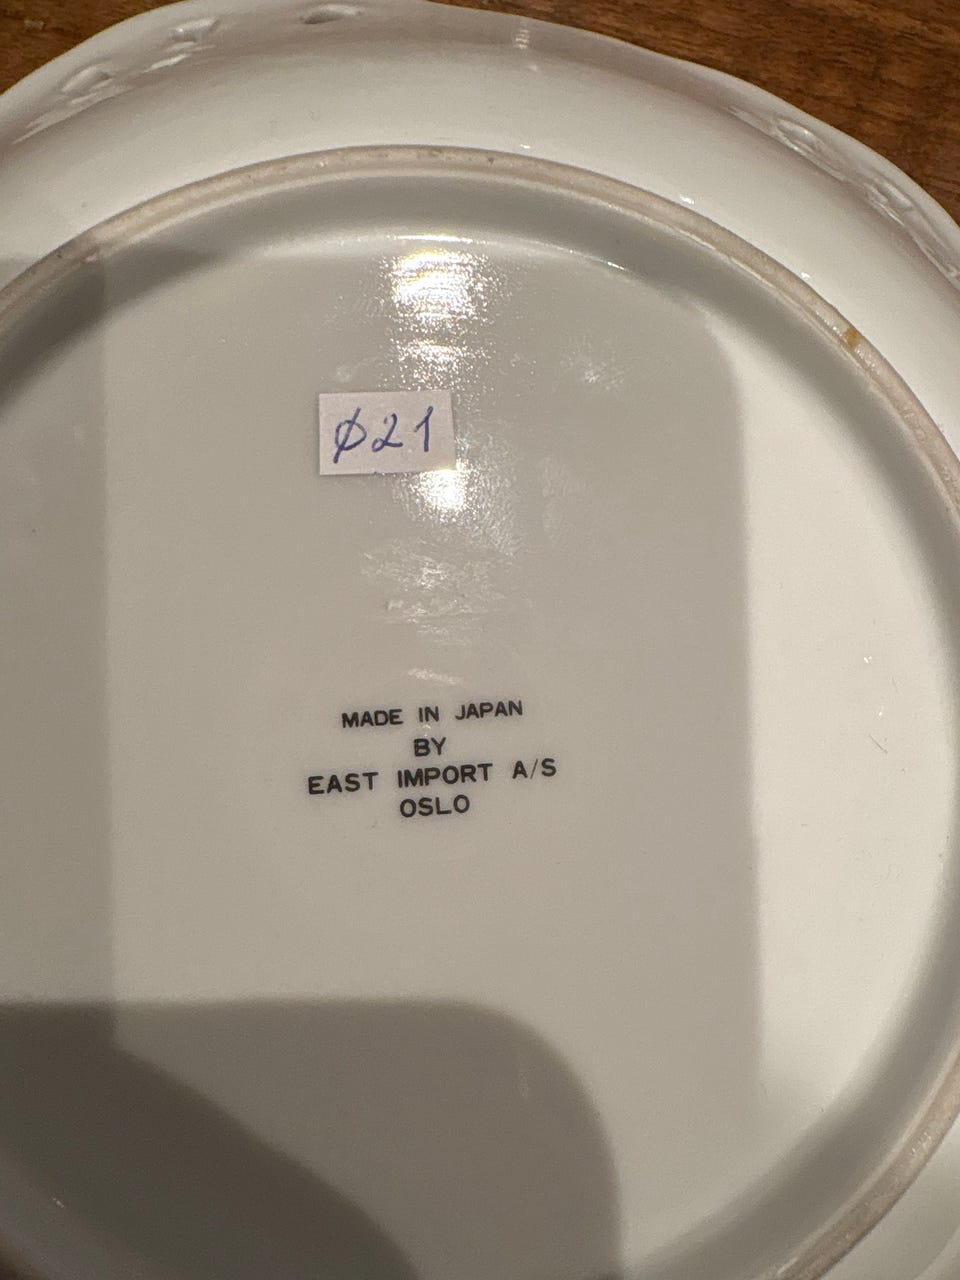 Ø21
MADE IN JAPAN
BY
EAST IMPORT A/S
OSLO